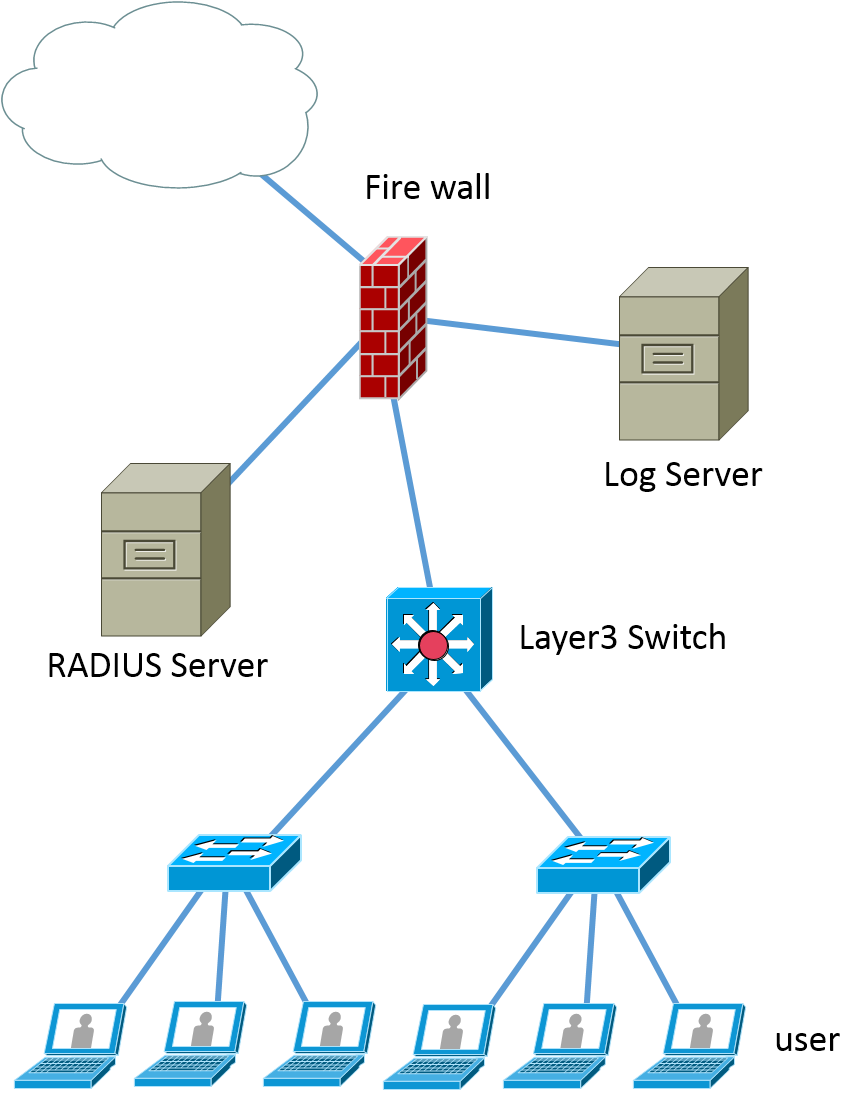 Fire wall
Log Server
RADIUS Server
Layer3 Switch
user